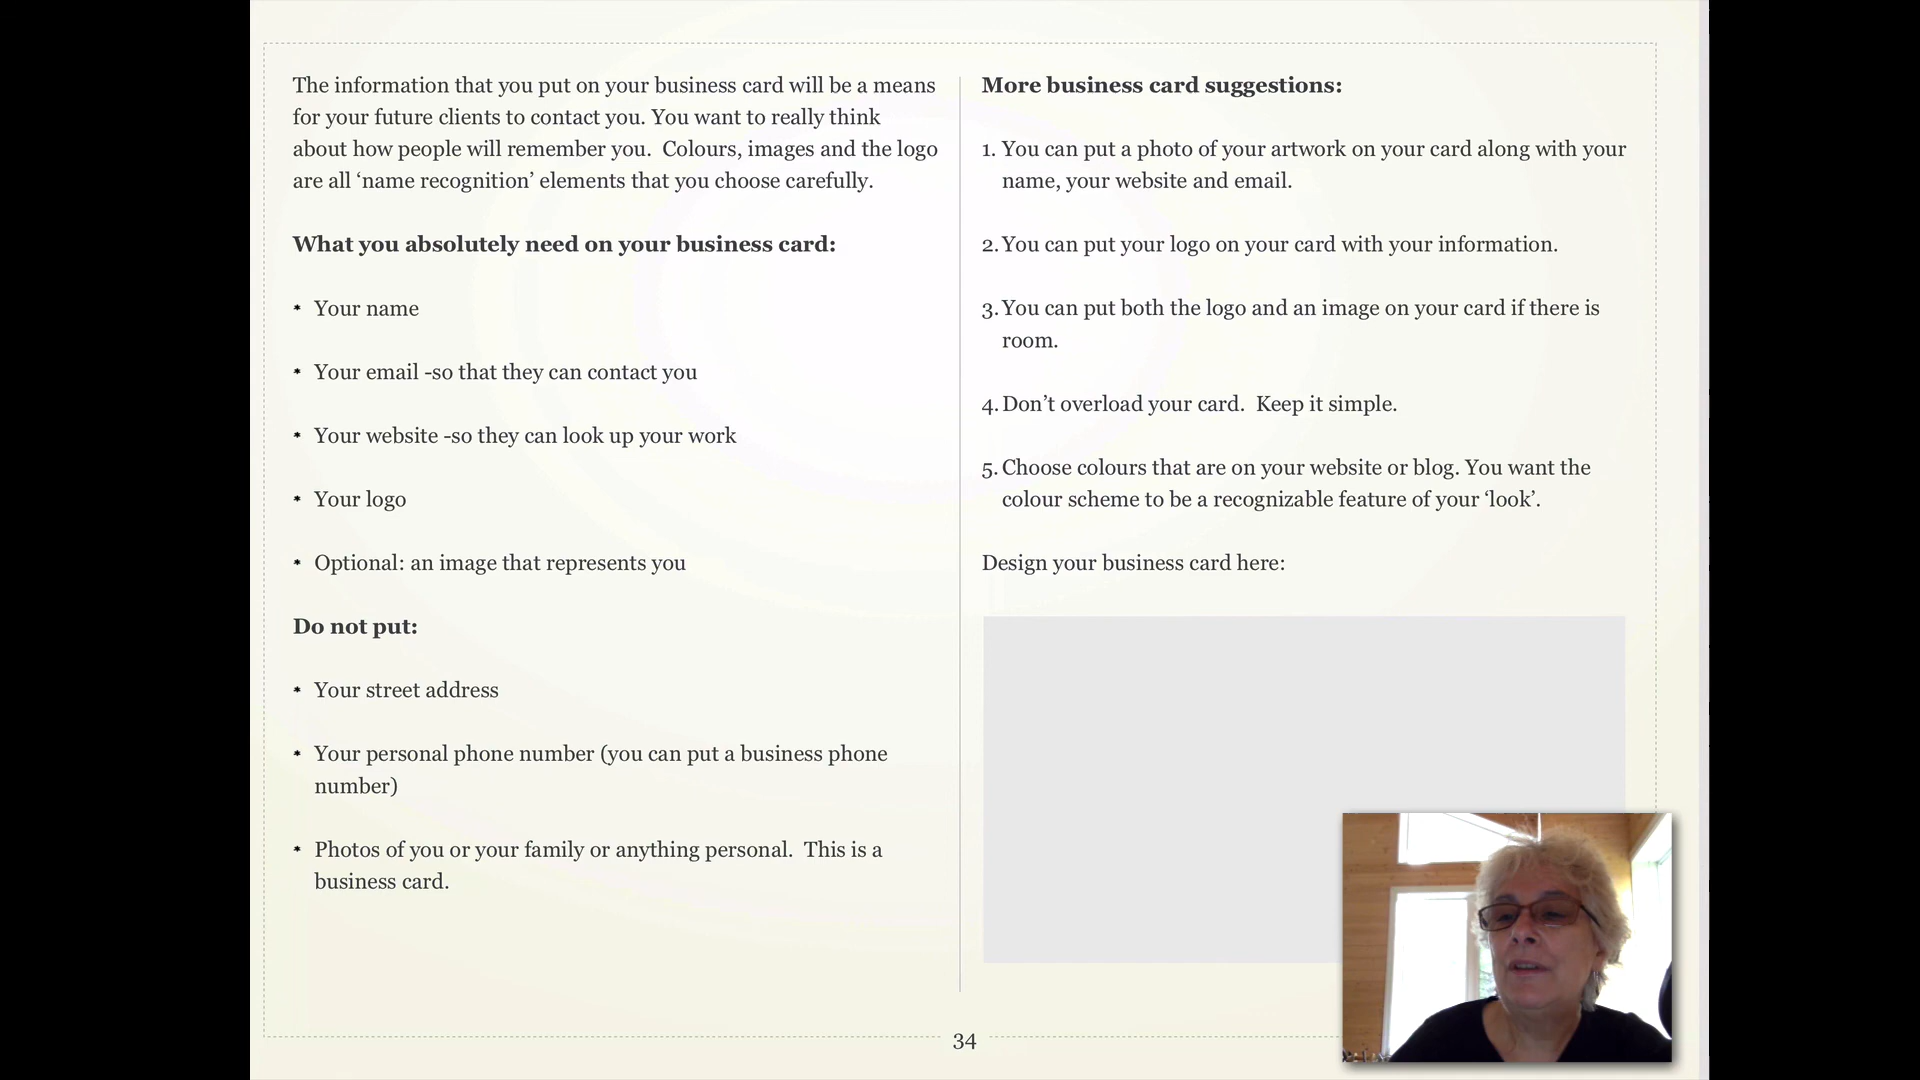 The information that you put on your business card will be a means
for your future clients to contact you. You want to really think
about how people will remember you.  Colours, images and the logo
are all ‘name recognition’ elements that you choose carefully.
What you absolutely need on your business card:
* Your name
* Your email -so that they can contact you
* Your website -so they can look up your work
* Your logo
* Optional: an image that represents you
Do not put:
* Your street address
* Your personal phone number (you can put a business phone
number)
* Photos of you or your family or anything personal.  This is a
business card.
More business card suggestions:
1. You can put a photo of your artwork on your card along with your
name, your website and email.
2. You can put your logo on your card with your information.
3. You can put both the logo and an image on your card if there is
room.
4. Don’t overload your card.  Keep it simple.
5. Choose colours that are on your website or blog. You want the
colour scheme to be a recognizable feature of your ‘look’.
Design your business card here:
34